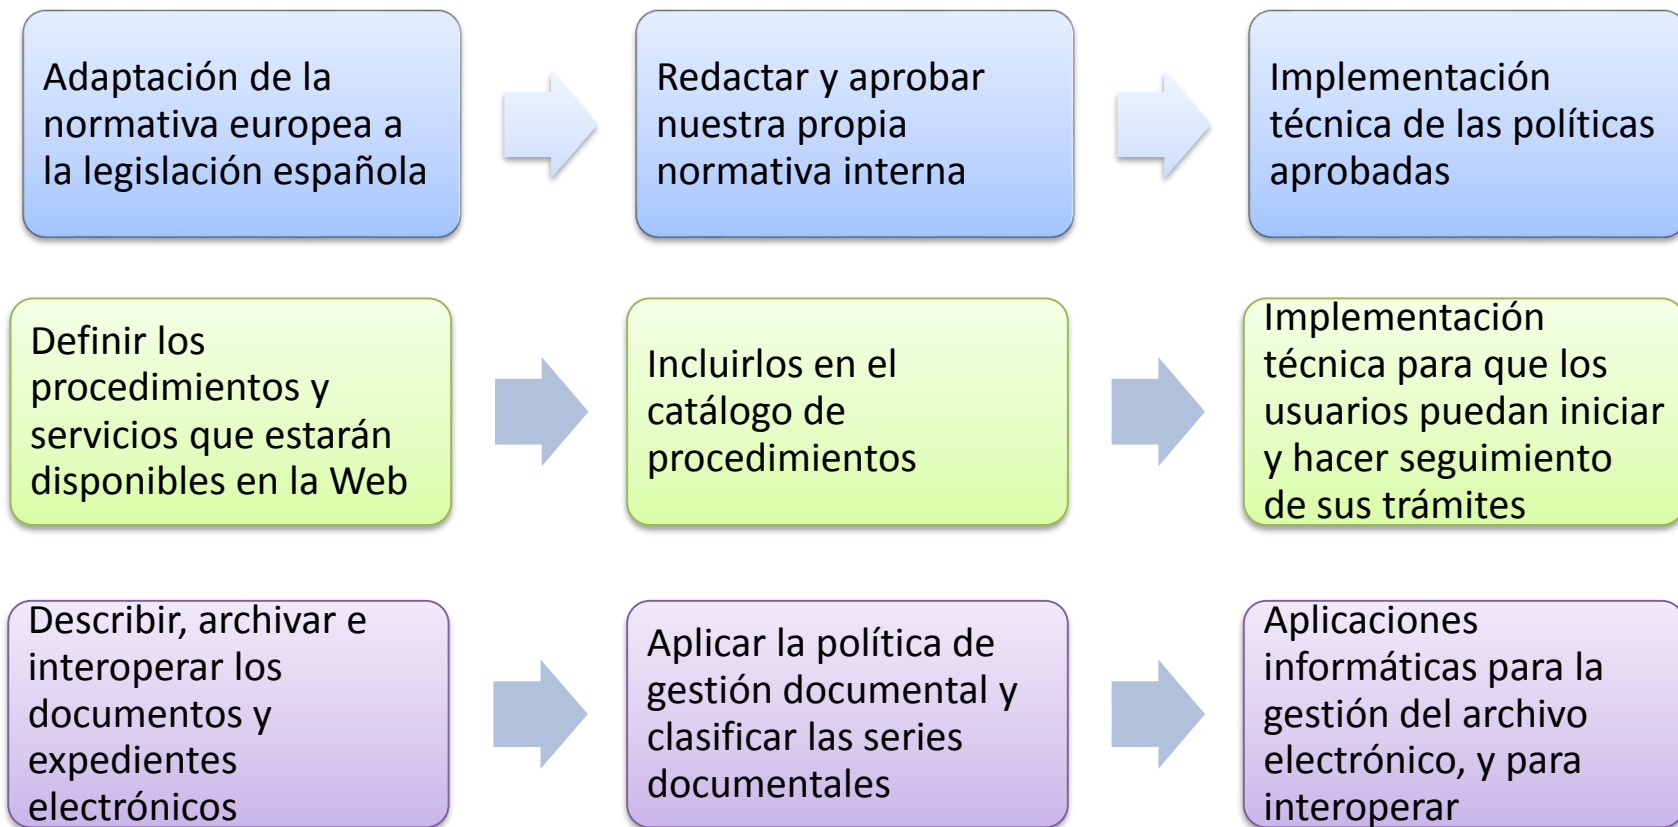 Adaptación de la
normativa europea a
la legislación española
Redactar y aprobar
nuestra propia
normativa interna
Implementación
técnica de las políticas
aprobadas
Definir los
procedimientos y
servicios que estarán
disponibles en la Web
Incluirlos en el
catálogo de
procedimientos
Implementación
técnica para que los
usuarios puedan iniciar
y hacer seguimiento
de sus trámites
Describir, archivar e
interoperar los
documentos y
expedientes
electrónicos
Aplicar la política de
gestión documental y
clasificar las series
documentales
Aplicaciones
informáticas para la
gestión del archivo
electrónico, y para
interoperar